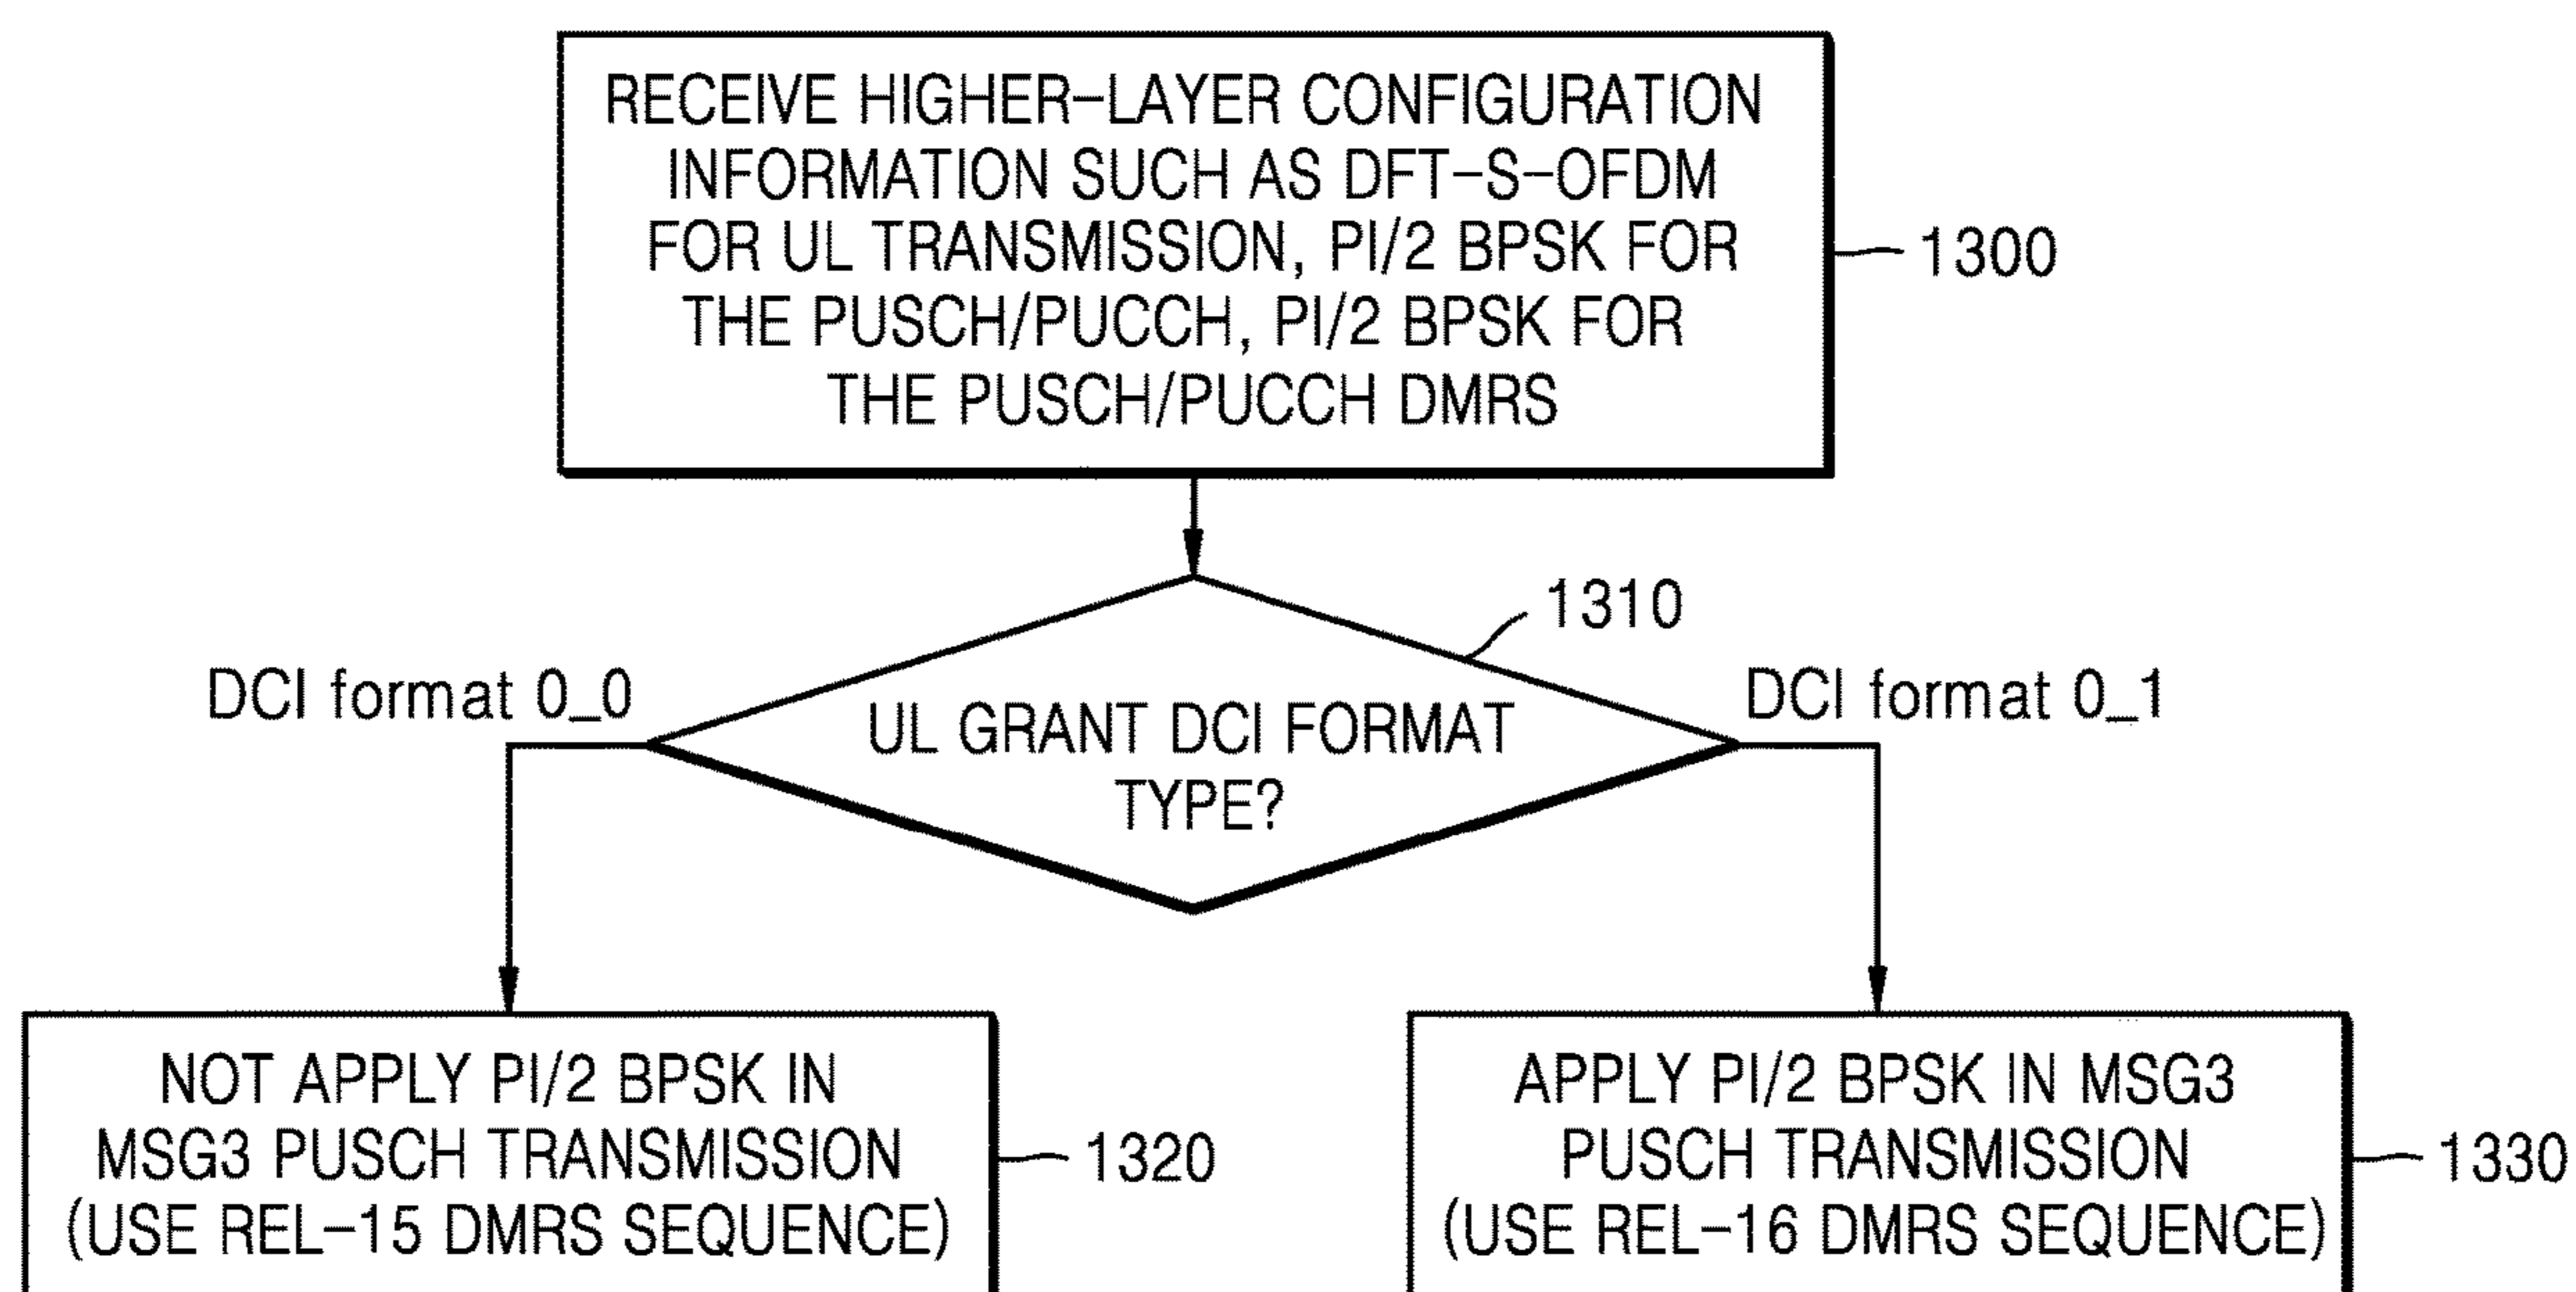 RECEIVE HIGHER-LAYER CONFIGURATION
INFORMATION SUCH AS DFT-S-OFDM
FOR UL TRANSMISSION, PI/2 BPSK FOR
THE PUSCH/PUCCH, PI/2 BPSK FOR
THE PUSCH/PUCCH DMRS
1300
1310
DCI format 0_0
UL GRANT DCI FORMAT
TYPE?
DCI format 0_1
NOT APPLY PI/2 BPSK IN
MSG3 PUSCH TRANSMISSION
(USE REL-15 DMRS SEQUENCE)
1320
APPLY PI/2 BPSK IN MSG3
PUSCH TRANSMISSION
(USE REL-16 DMRS SEQUENCE)
1330